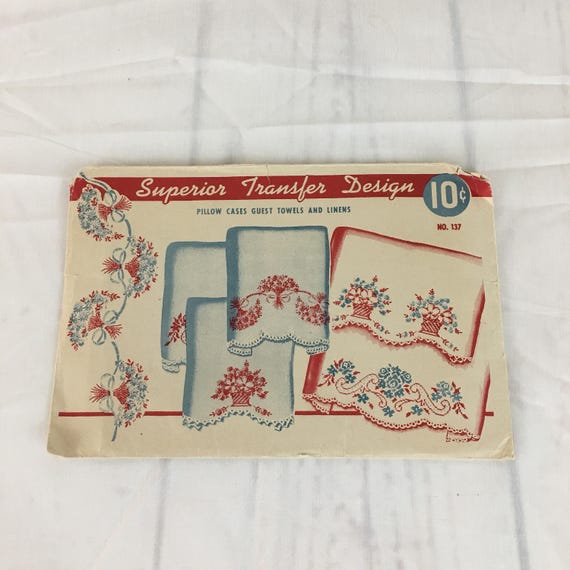 Superior Transfer Design 10¢
PILLOW CASES GUEST TOWELS AND LINENS
NO. 137